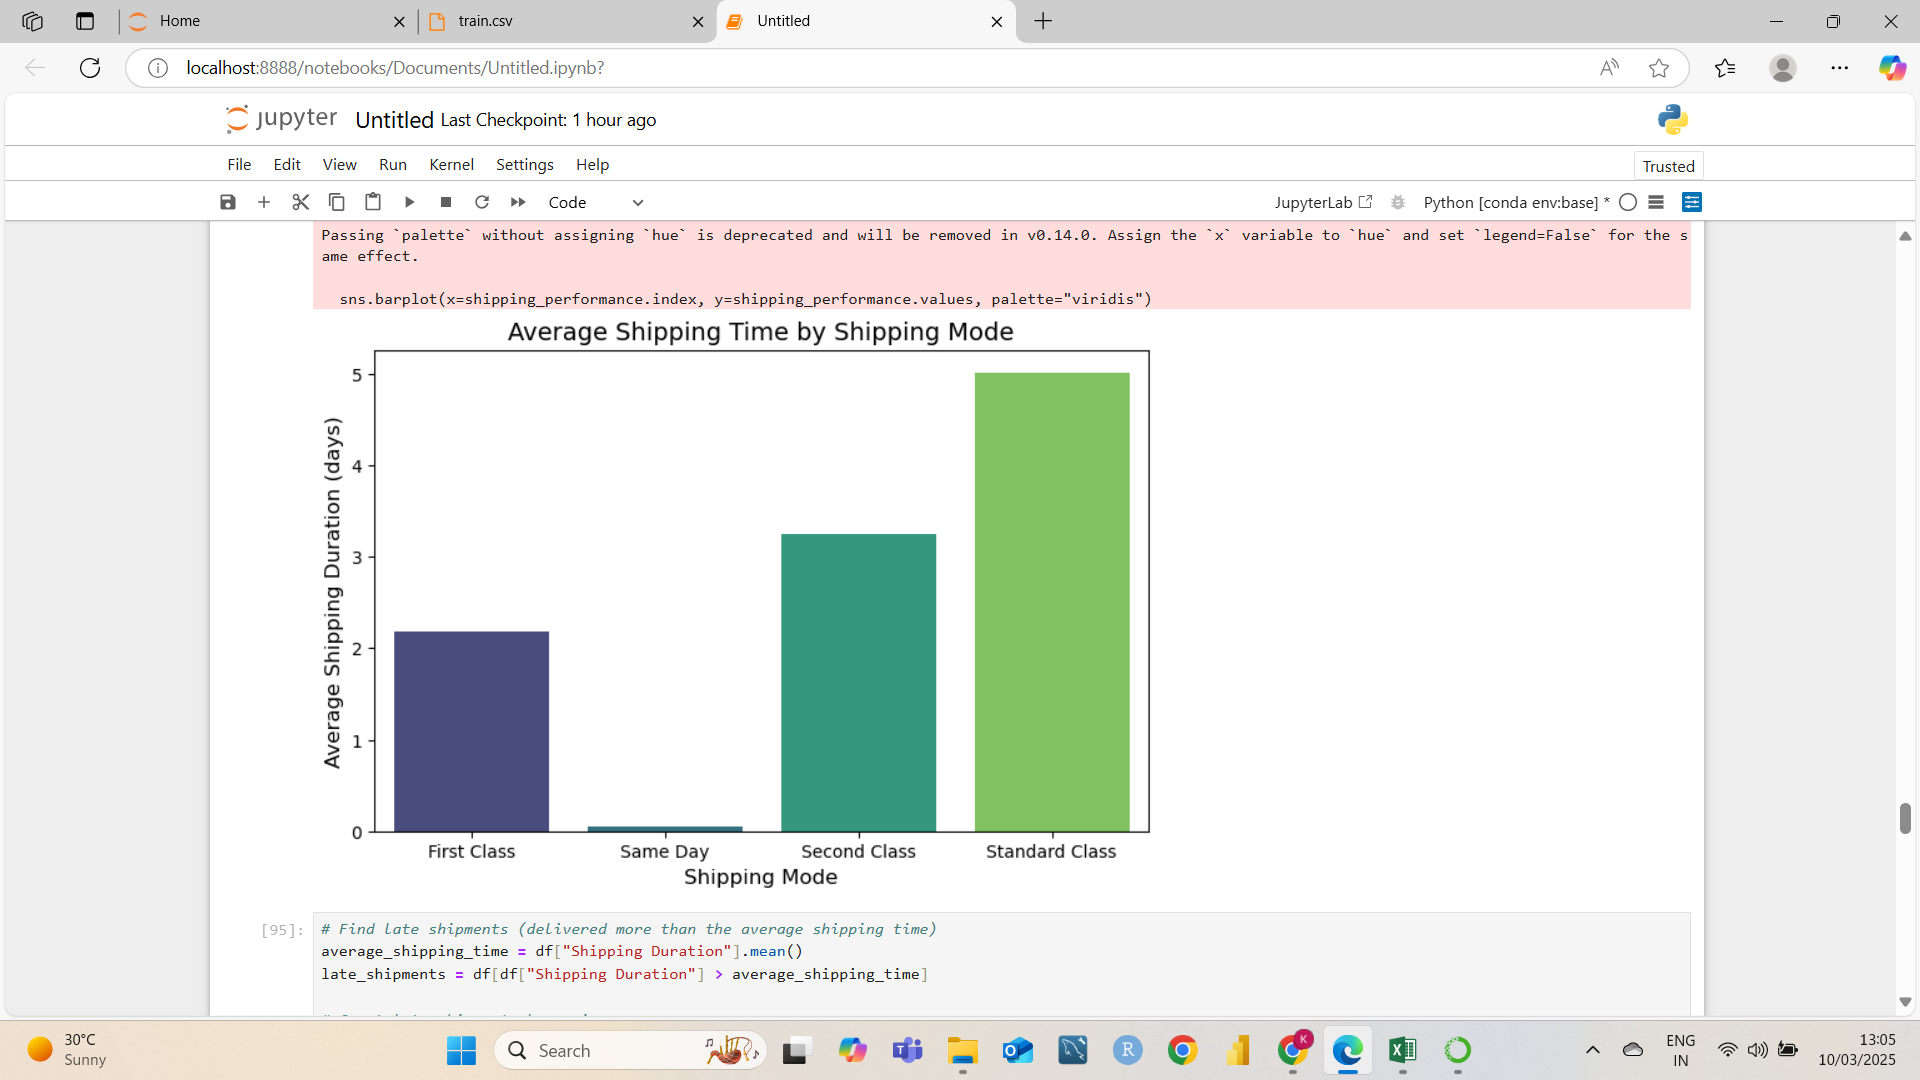 Home
train.csv
Untitled
localhost:8888/notebooks/Documents/Untitled.ipynb?
jupyter Untitled Last Checkpoint: 1 hour ago
File Edit View Run Kernel Settings Help
Trusted
Code
JupyterLab
Python [conda env:base] *
Passing `palette` without assigning `hue` is deprecated and will be removed in v0.14.0. Assign the `x` variable to `hue` and set `legend=False` for the s
ame effect.
sns.barplot(x=shipping_performance.index, y=shipping_performance.values, palette="viridis")
Average Shipping Time by Shipping Mode
Average Shipping Duration (days)
5
4
3
2
1
0
First Class Same Day Second Class Standard Class
Shipping Mode
[95]:
# Find late shipments (delivered more than the average shipping time)
average_shipping_time = df["Shipping Duration"].mean()
late_shipments = df[df["Shipping Duration"] > average_shipping_time]
30°C
Sunny
Search
R
K
ENG
IN
13:05
10/03/2025